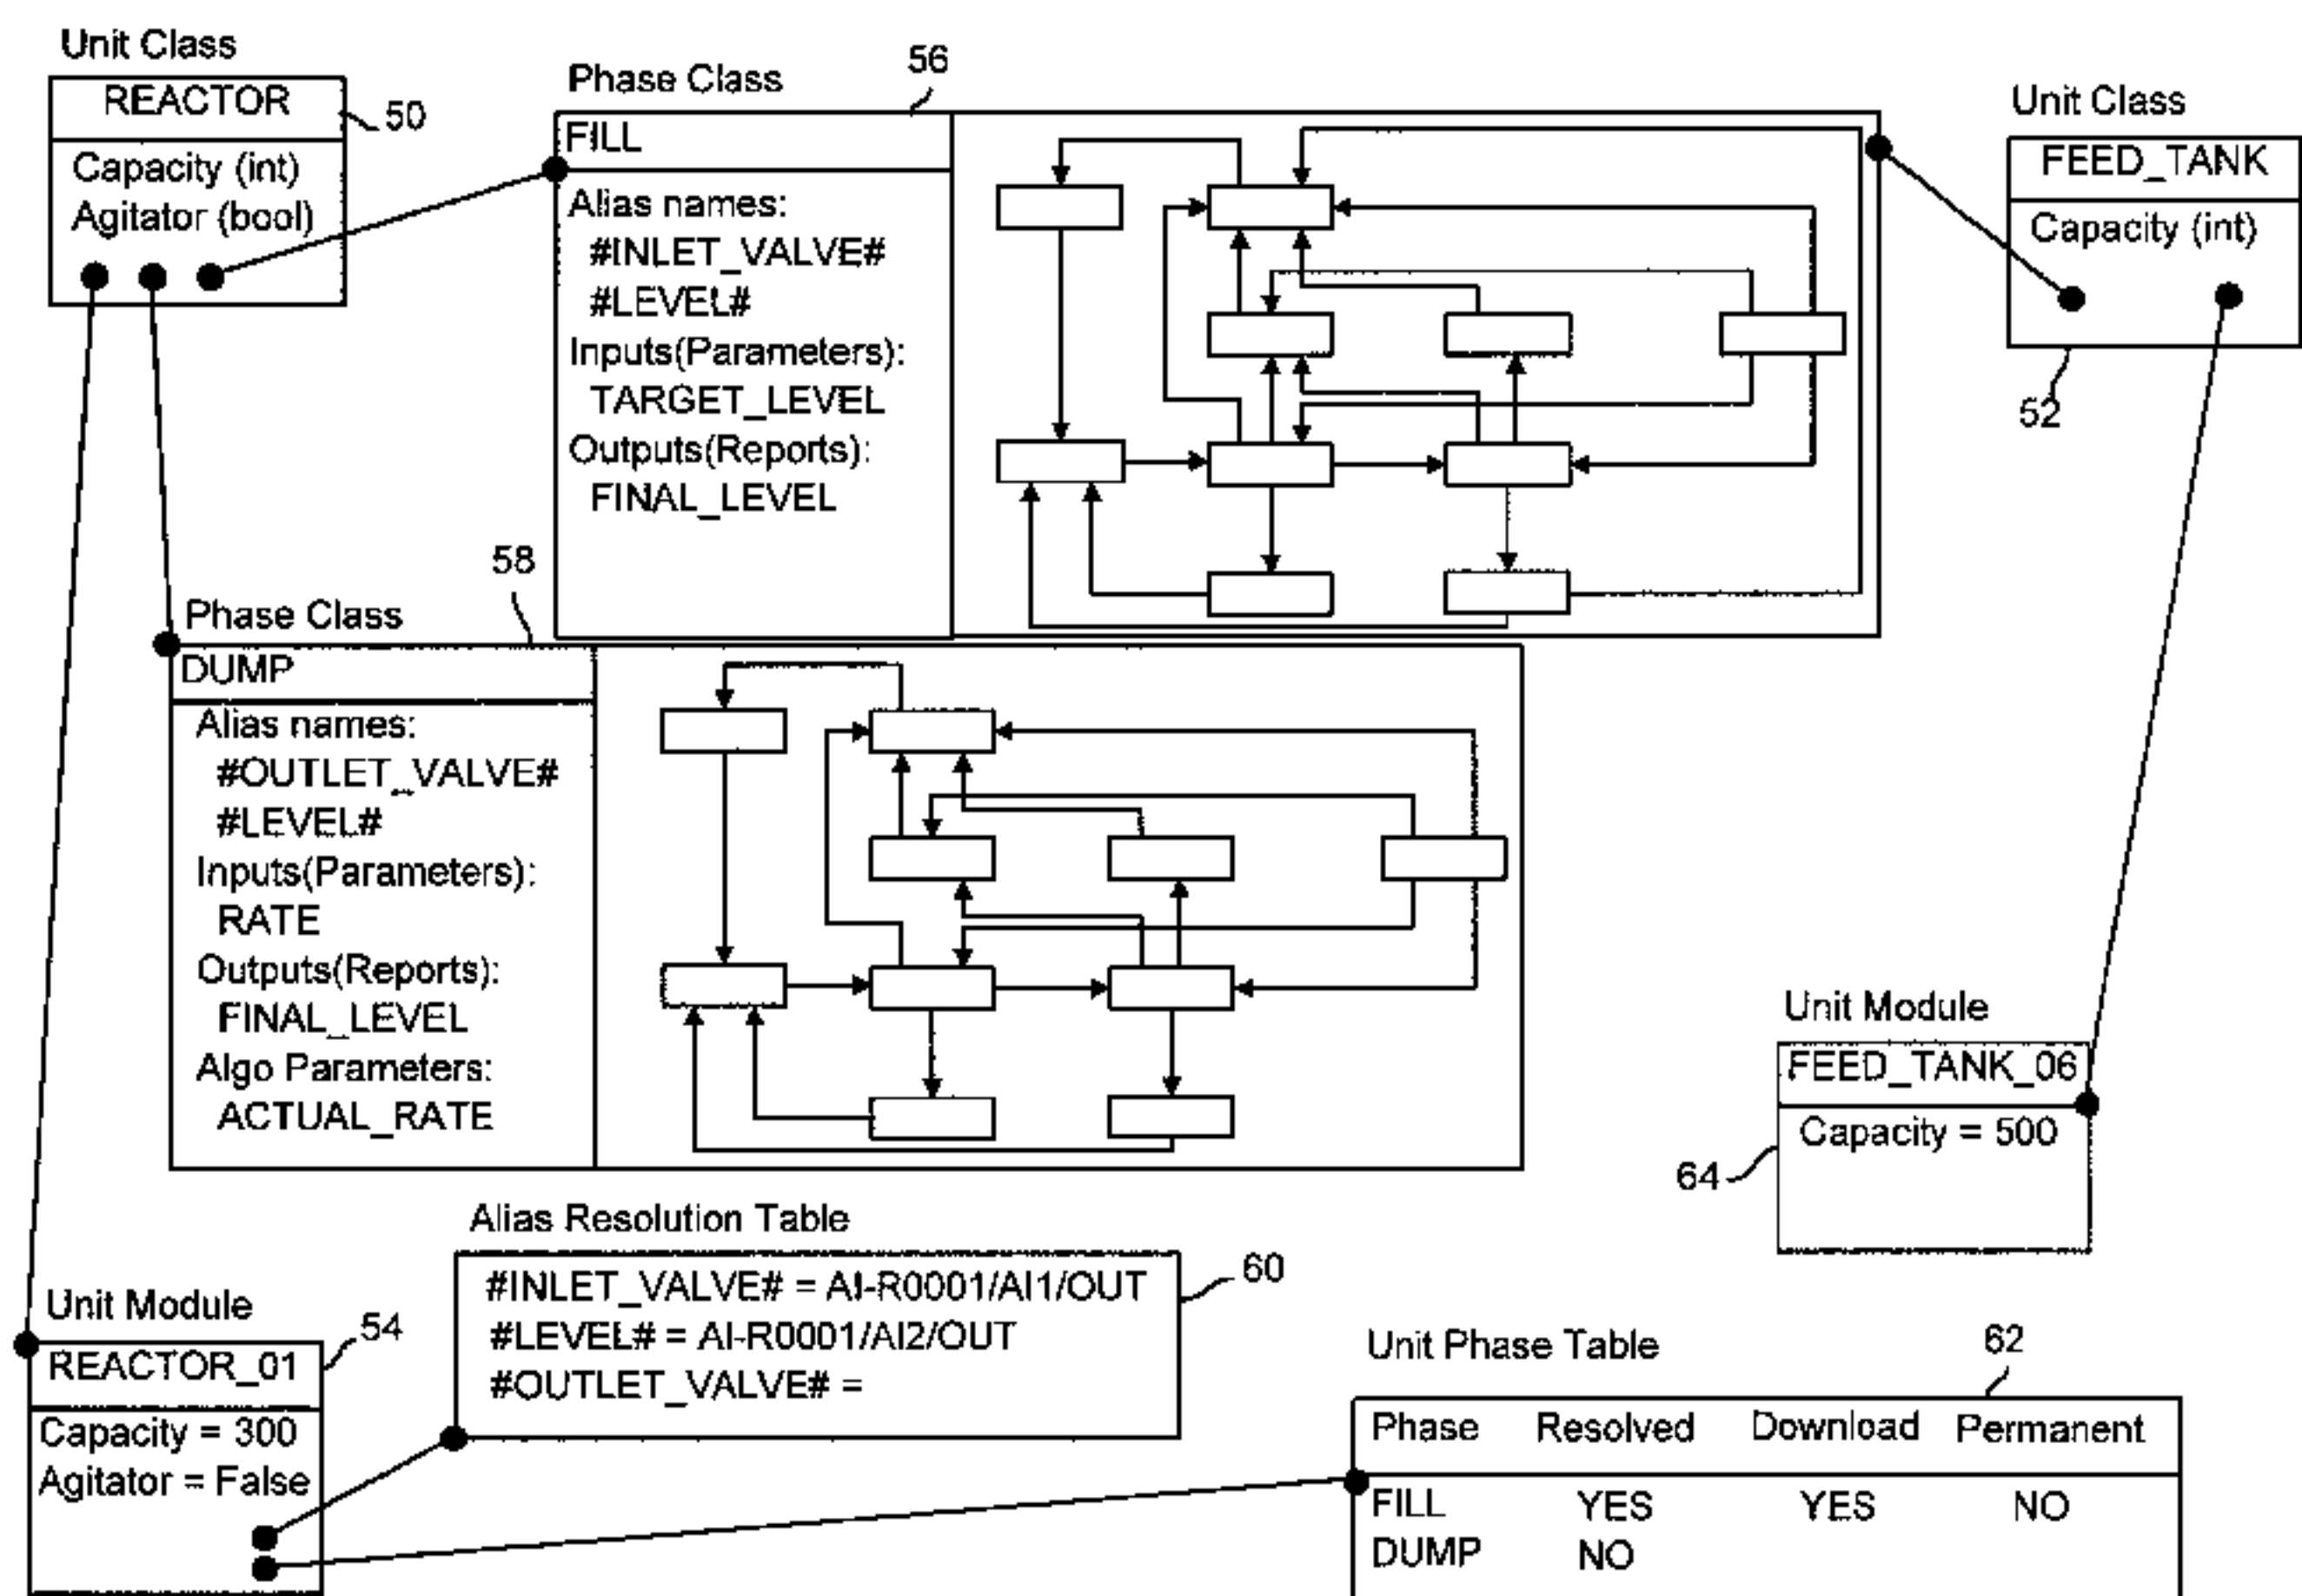 Unit Class
REACTOR
50
Capacity (int)
Agitator (bool)
Phase Class
56
FILL
Alias names:
#INLET_VALVE#
#LEVEL#
Inputs(Parameters):
TARGET_LEVEL
Outputs(Reports):
FINAL_LEVEL
Unit Class
FEED_TANK
Capacity (int)
52
58
Phase Class
DUMP
Alias names:
#OUTLET_VALVE#
#LEVEL#
Inputs(Parameters):
RATE
Outputs(Reports):
FINAL_LEVEL
Algo Parameters:
ACTUAL_RATE
Unit Module
FEED_TANK_06
Capacity = 500
64
Alias Resolution Table
60
#INLET_VALVE# = AI-R0001/AI1/OUT
#LEVEL# = AI-R0001/AI2/OUT
#OUTLET_VALVE# =
Unit Module
54
REACTOR_01
Capacity = 300
Agitator = False
Unit Phase Table
62
Phase Resolved Download Permanent
FILL YES YES NO
DUMP NO